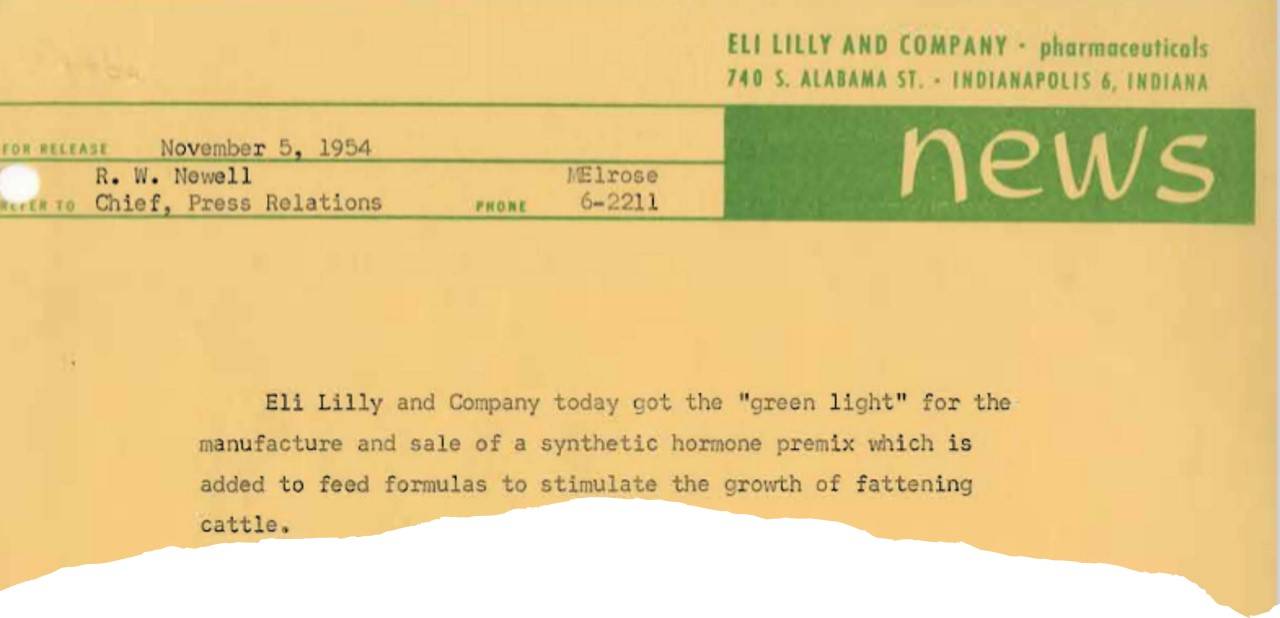 ELI LILLY AND COMPANY · pharmaceuticals
740 S. ALABAMA ST. · INDIANAPOLIS 6, INDIANA
news
FOR RELEASE November 5, 1954
R. W. Newell MElrose
REFER TO Chief, Press Relations PHONE 6-2211
Eli Lilly and Company today got the "green light" for the
manufacture and sale of a synthetic hormone premix which is
added to feed formulas to stimulate the growth of fattening
cattle.